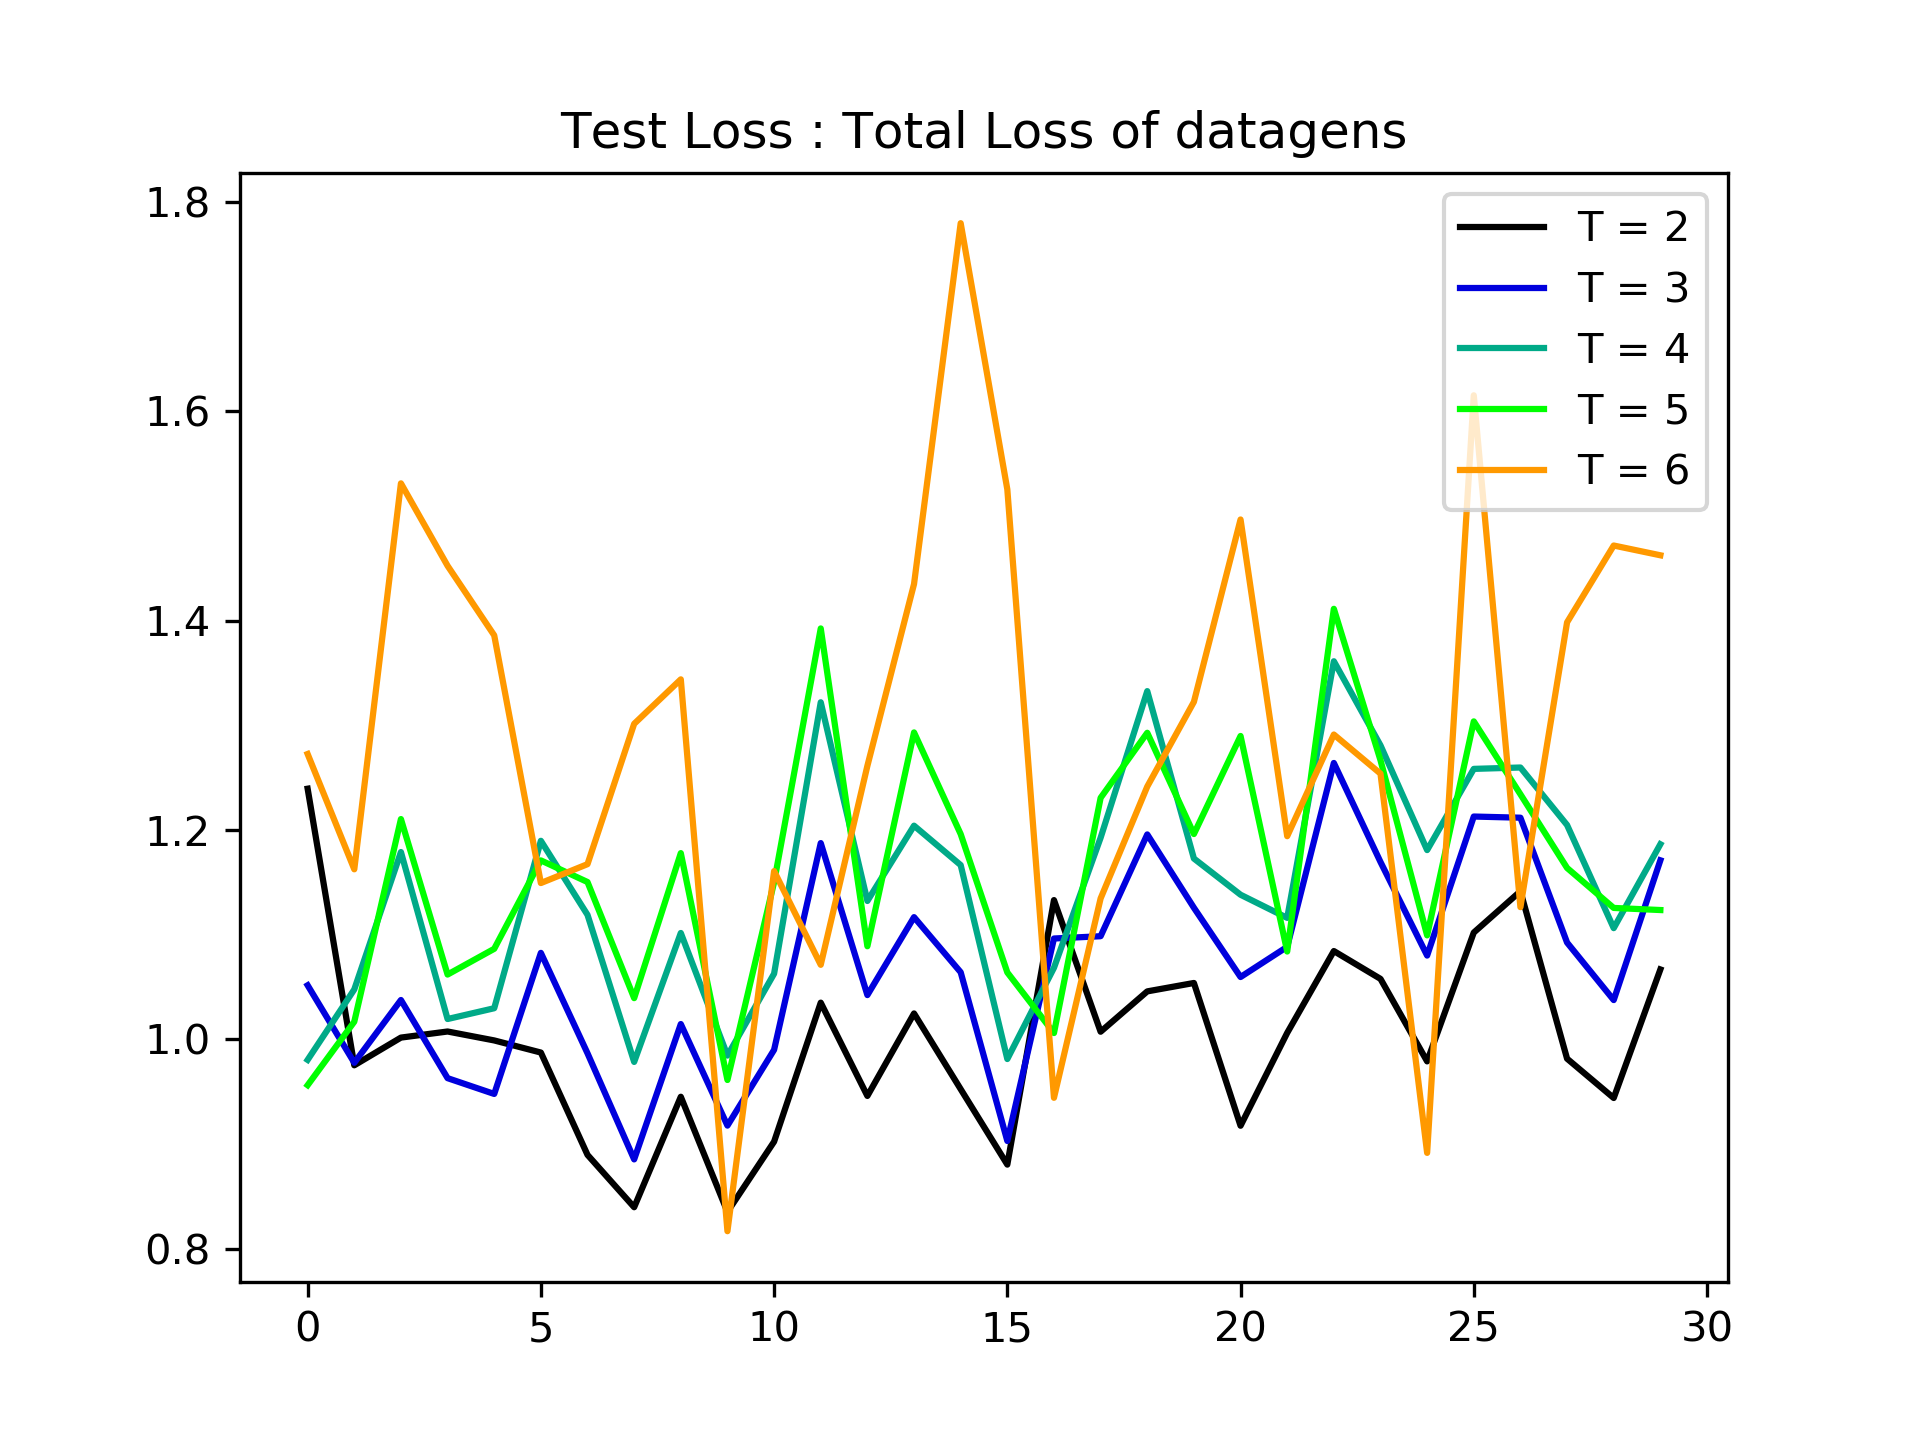 Test Loss : Total Loss of datagens
1.8
1.6
1.4
1.2
1.0
0.8
T = 2
T = 3
T = 4
T = 5
T = 6
0 5 10 15 20 25 30